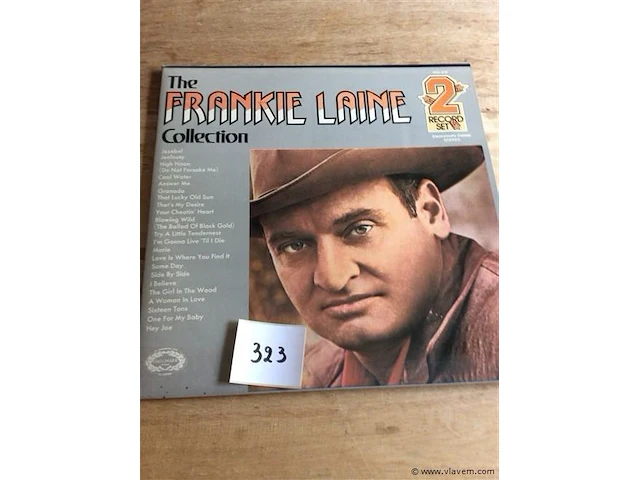 The
FRANKIE LAINE
Collection
2
RECORD
SET
Jezebel
Jealousy
High Noon
(Do Not Forsake Me)
Cool Water
Answer Me
Granada
That Lucky Old Sun
That's My Desire
Your Cheatin' Heart
Blowing Wild
(The Ballad Of Black Gold)
Try A Little Tenderness
I'm Gonna Live 'Til I Die
Mania
Love Is Where You Find It
Some Day
Side By Side
I Believe
The Girl In The Wood
A Woman In Love
Sixteen Tons
One For My Baby
Hey Joe
323
© www.vlavem.com